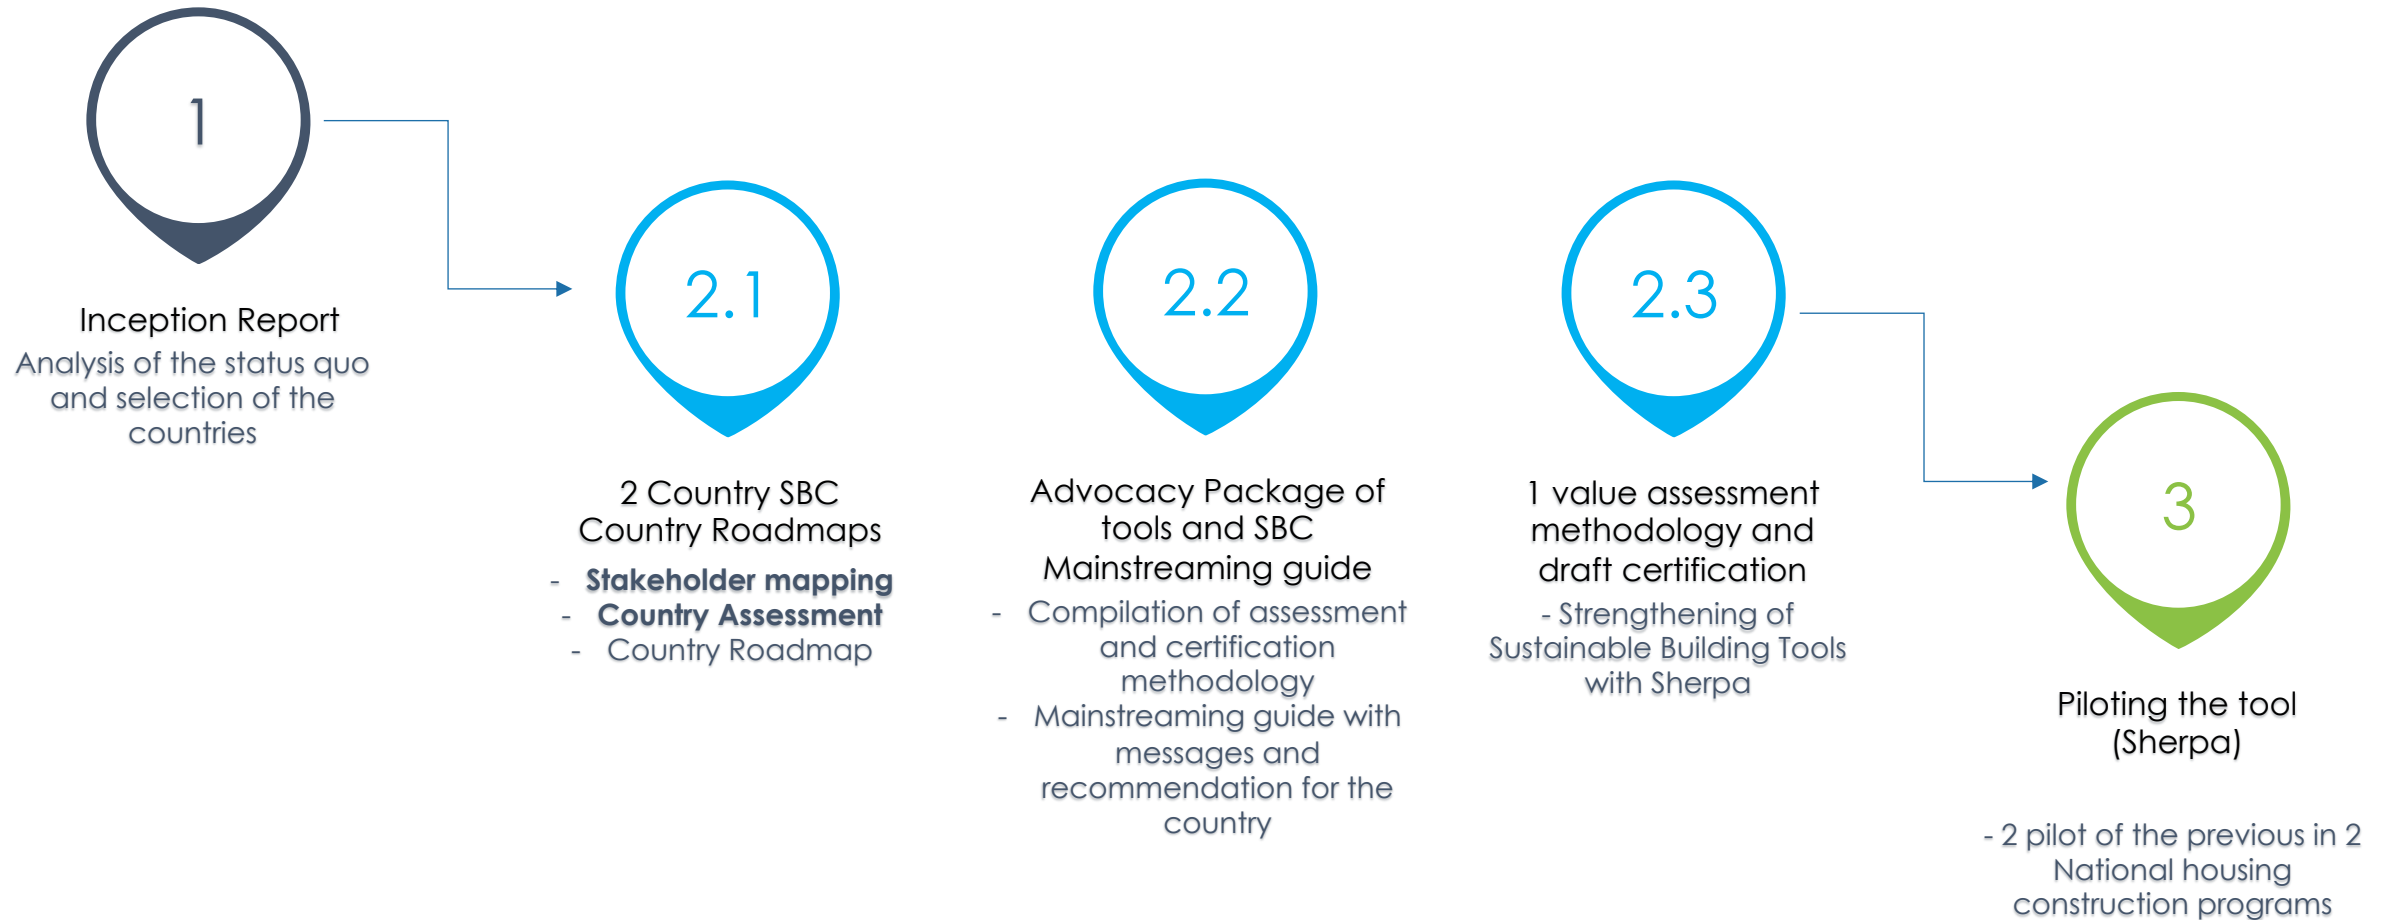 1
Inception Report
Analysis of the status quo
and selection of the
countries
2.1
2 Country SBC
Country Roadmaps
- Stakeholder mapping
- Country Assessment
- Country Roadmap
2.2
Advocacy Package of
tools and SBC
Mainstreaming guide
- Compilation of assessment
and certification
methodology
- Mainstreaming guide with
messages and
recommendation for the
country
2.3
1 value assessment
methodology and
draft certification
- Strengthening of
Sustainable Building Tools
with Sherpa
3
Piloting the tool
(Sherpa)
- 2 pilot of the previous in 2
National housing
construction programs